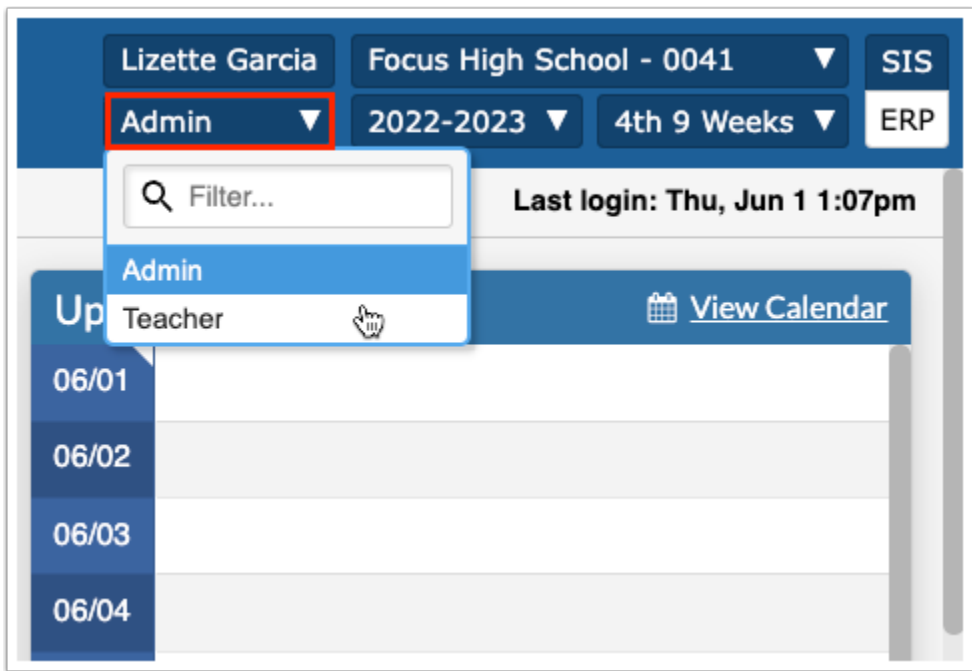 Lizette Garcia Focus High School - 0041 ▼ SIS
Admin ▼ 2022-2023 ▼ 4th 9 Weeks ▼ ERP
Filter...
Last login: Thu, Jun 1 1:07pm
Admin
Teacher
Up View Calendar
06/01
06/02
06/03
06/04